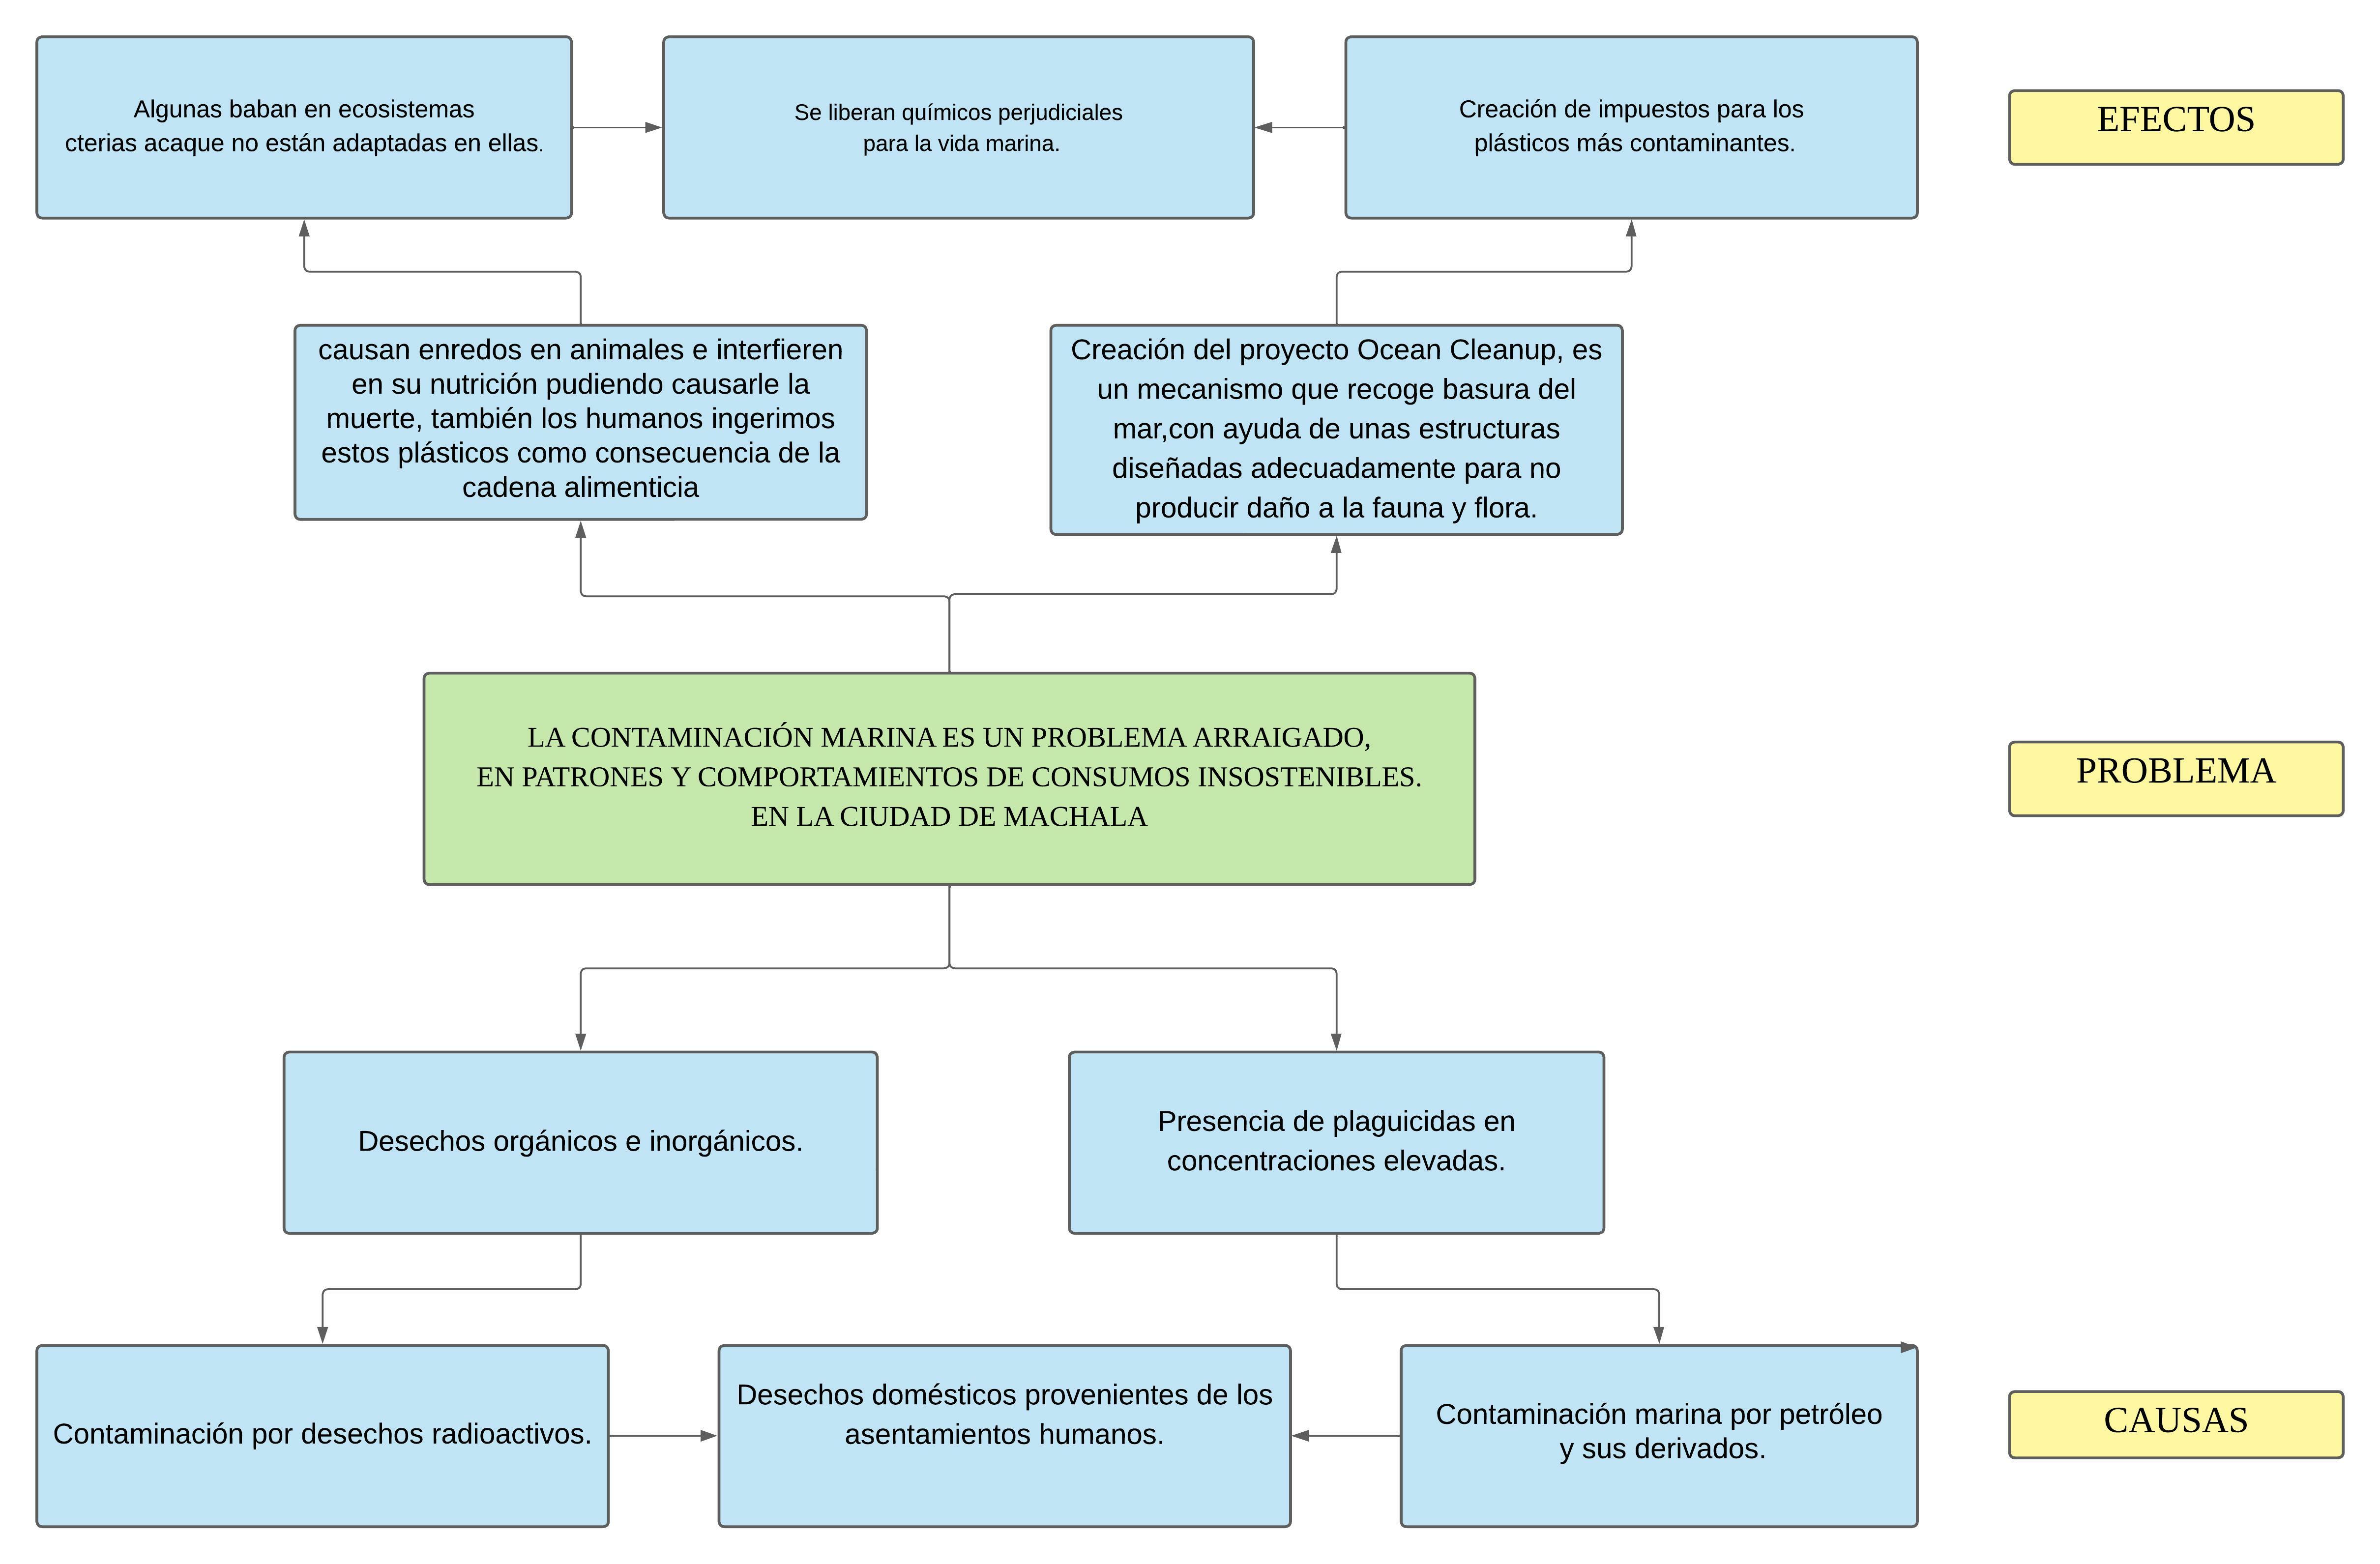 Algunas baban en ecosistemas
cterias acaque no están adaptadas en ellas.
Se liberan químicos perjudiciales
para la vida marina.
Creación de impuestos para los
plásticos más contaminantes.
EFECTOS
causan enredos en animales e interfieren
en su nutrición pudiendo causarle la
muerte, también los humanos ingerimos
estos plásticos como consecuencia de la
cadena alimenticia
Creación del proyecto Ocean Cleanup, es
un mecanismo que recoge basura del
mar,con ayuda de unas estructuras
diseñadas adecuadamente para no
producir daño a la fauna y flora.
LA CONTAMINACIÓN MARINA ES UN PROBLEMA ARRAIGADO,
EN PATRONES Y COMPORTAMIENTOS DE CONSUMOS INSOSTENIBLES.
EN LA CIUDAD DE MACHALA
PROBLEMA
Desechos orgánicos e inorgánicos.
Presencia de plaguicidas en
concentraciones elevadas.
Contaminación por desechos radioactivos.
Desechos domésticos provenientes de los
asentamientos humanos.
Contaminación marina por petróleo
y sus derivados.
CAUSAS